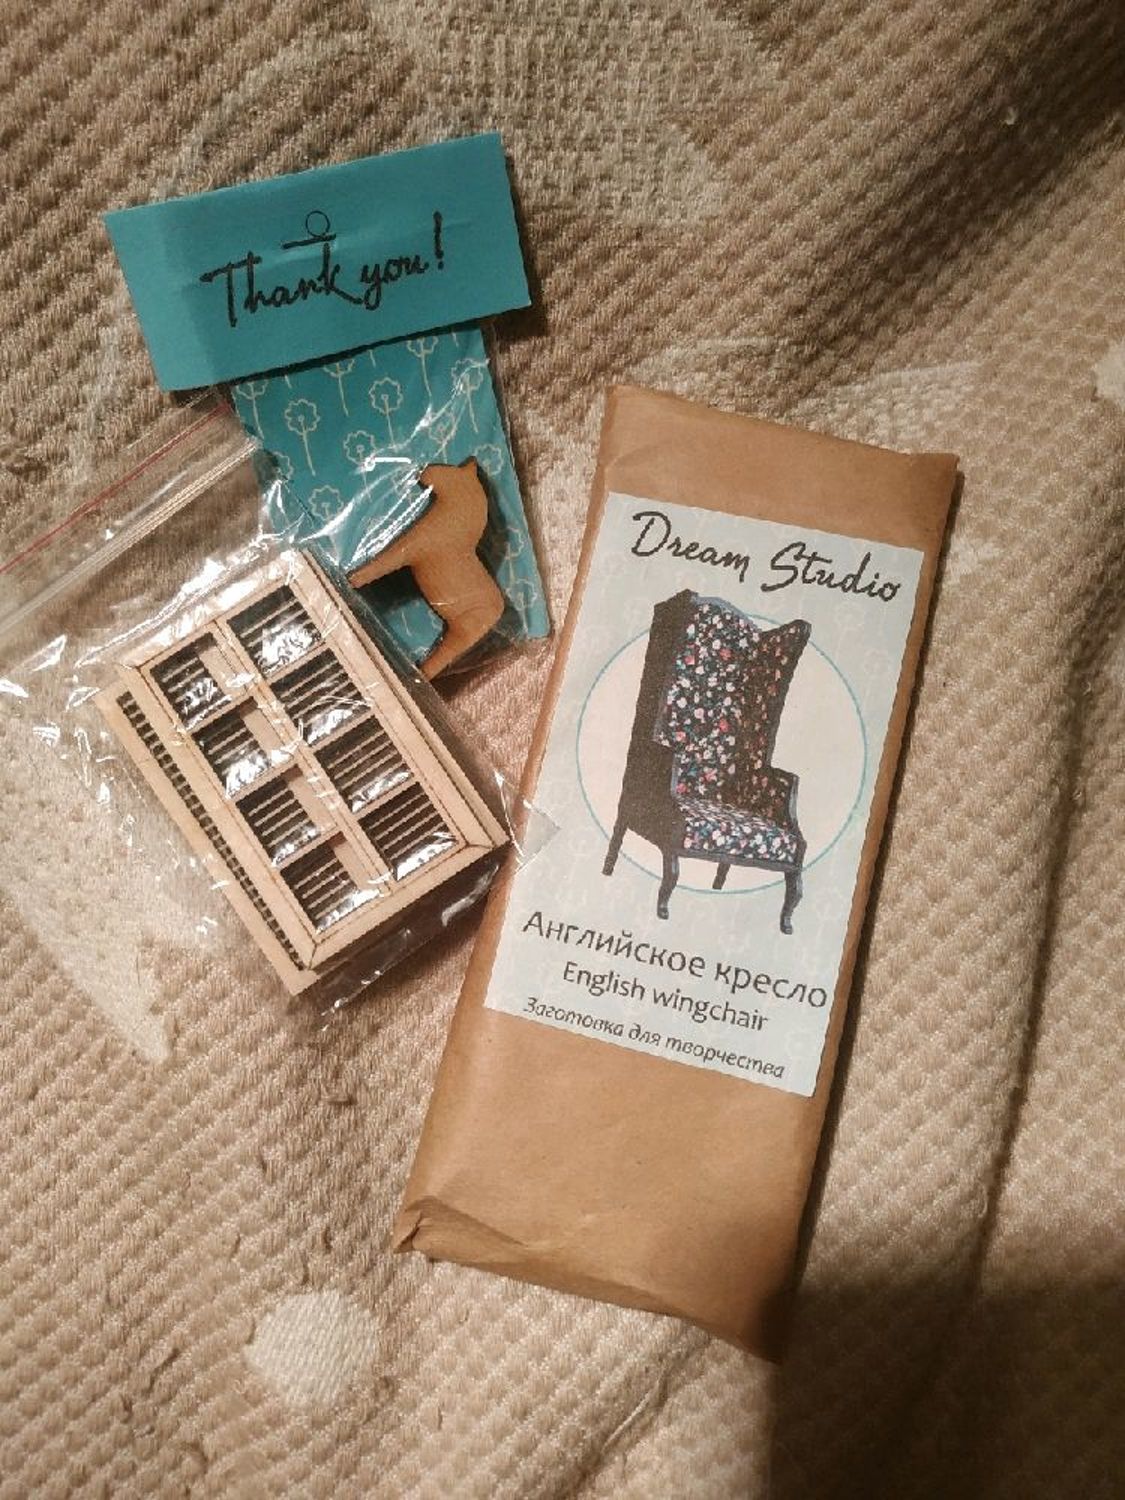 Thank you!
Dream Studio
Английское кресло
English wingchair
Заготовка для творчества